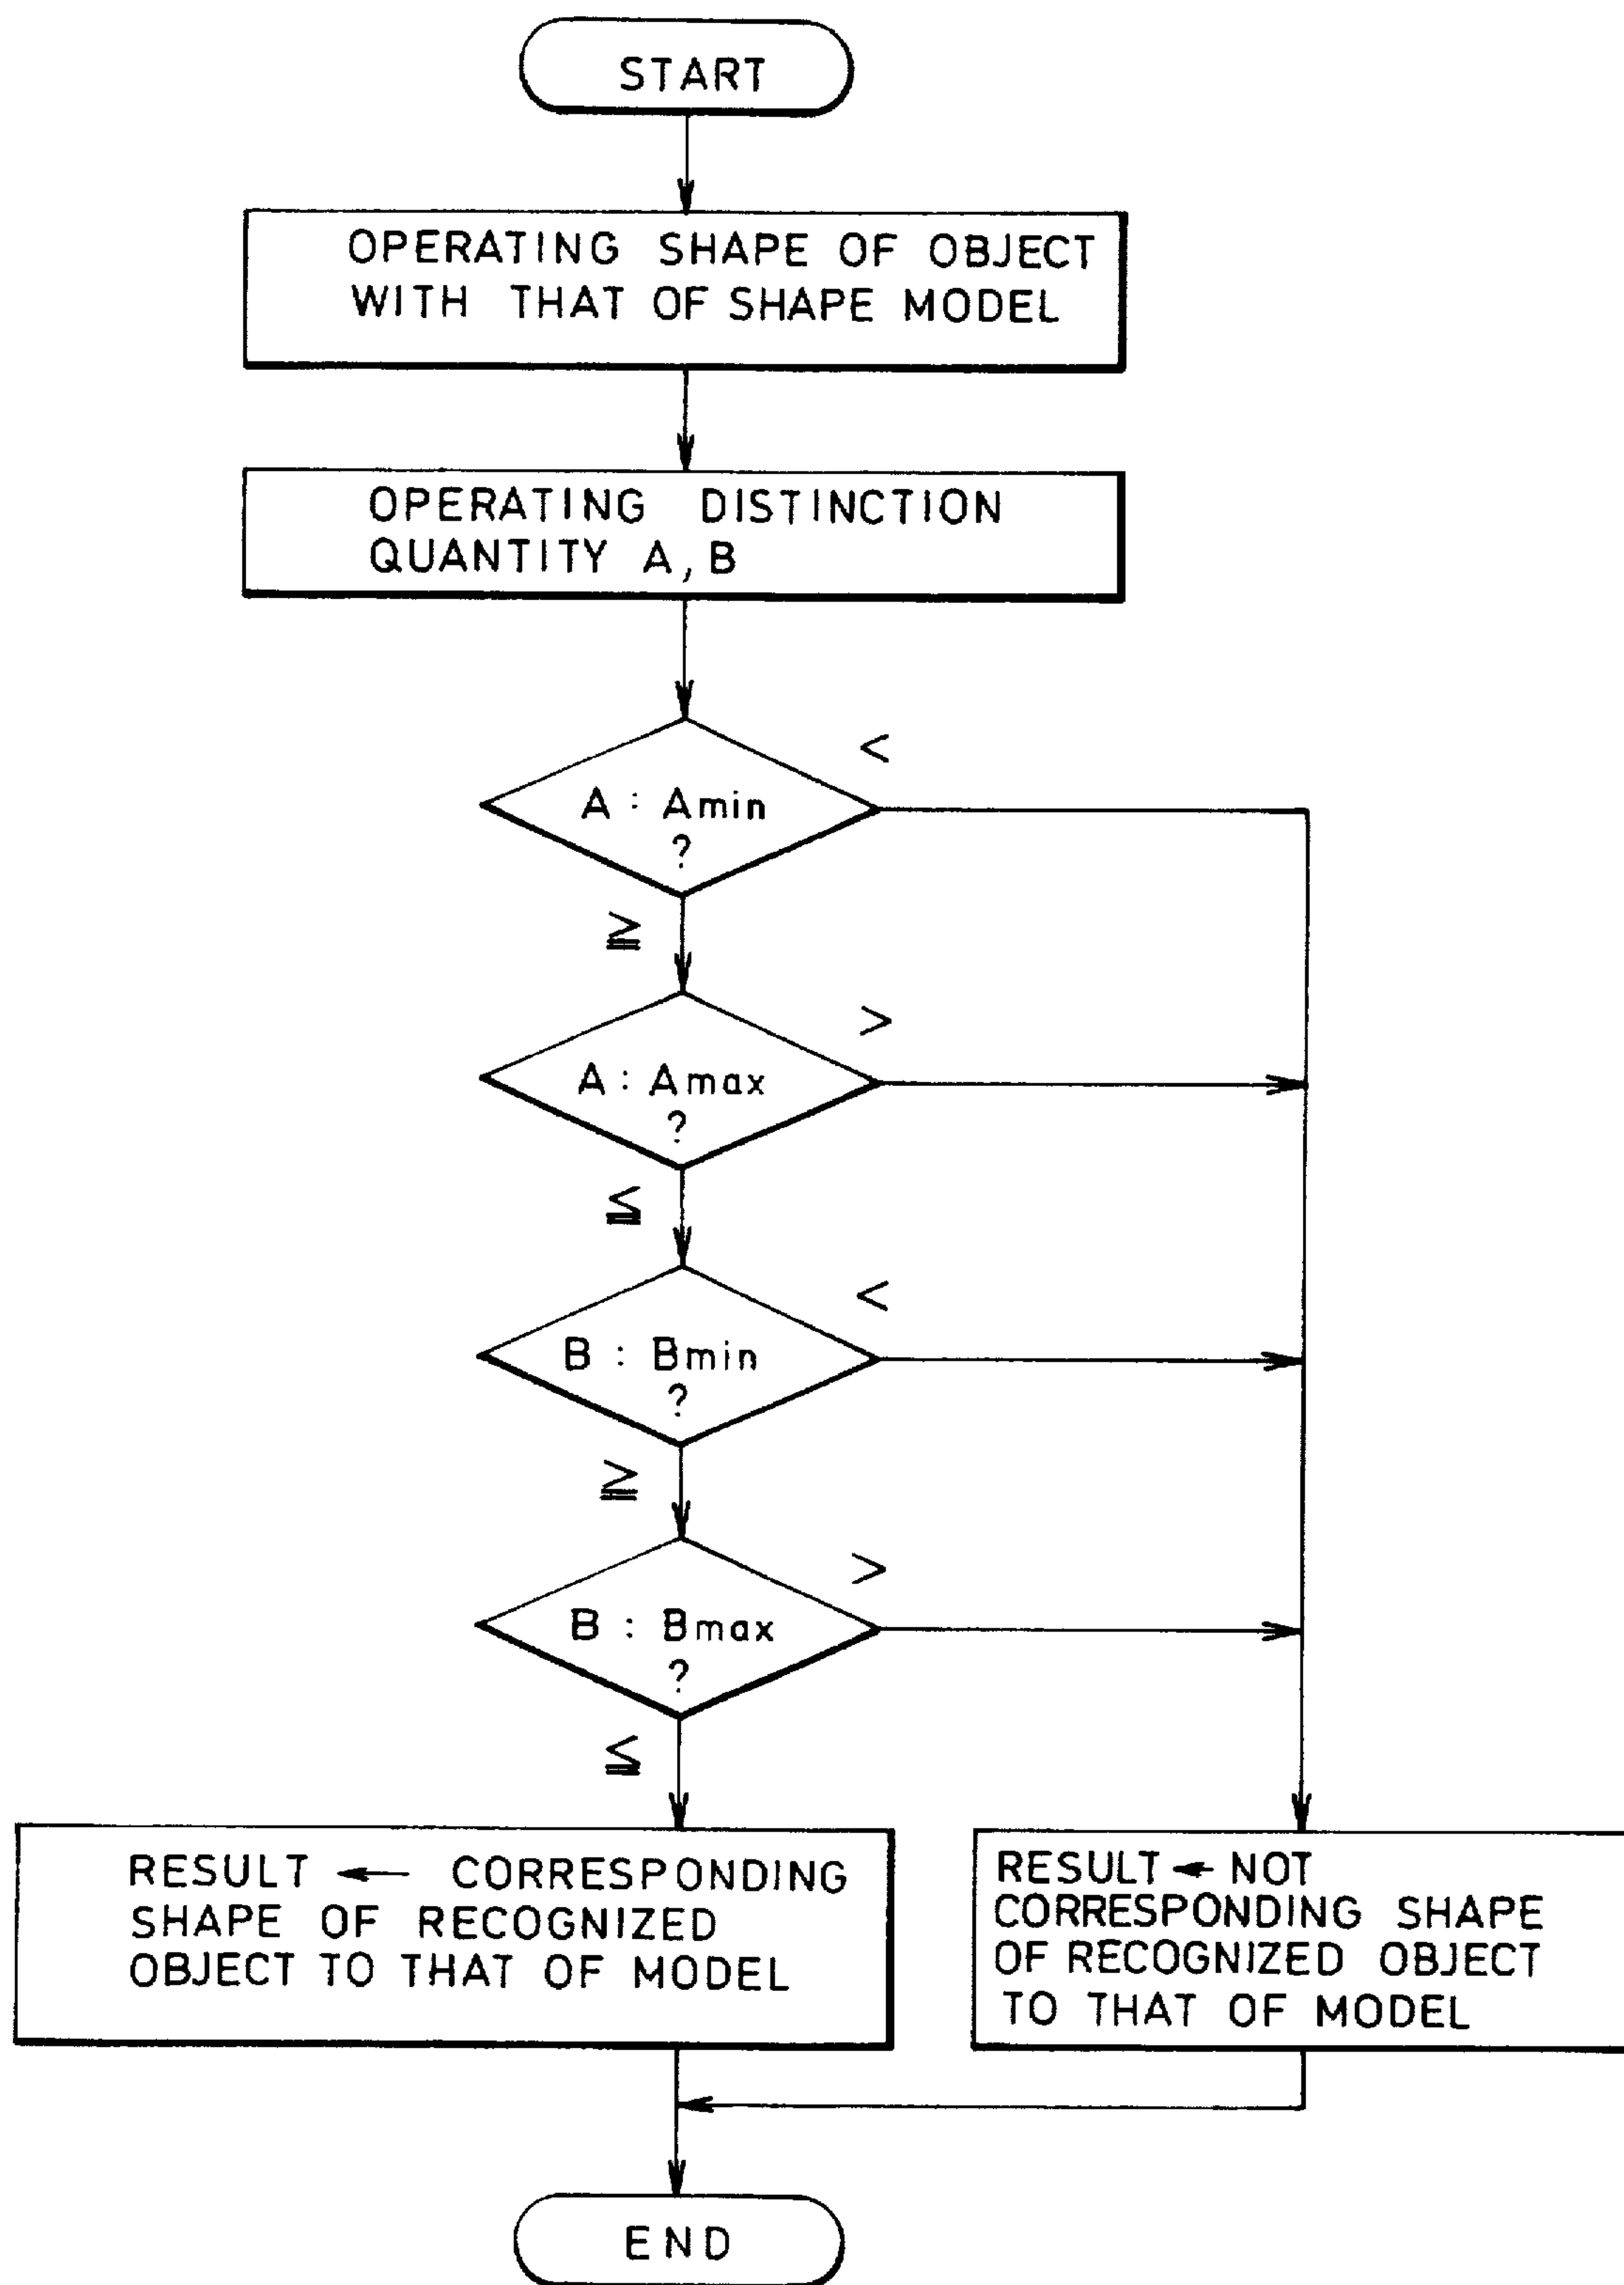 START
OPERATING SHAPE OF OBJECT
WITH THAT OF SHAPE MODEL
OPERATING DISTINCTION
QUANTITY A, B
<
A : Amin
?
≧
>
A : Amax
?
≦
<
B : Bmin
?
≧
>
B : Bmax
?
≦
RESULT ← CORRESPONDING
SHAPE OF RECOGNIZED
OBJECT TO THAT OF MODEL
RESULT ← NOT
CORRESPONDING SHAPE
OF RECOGNIZED OBJECT
TO THAT OF MODEL
END